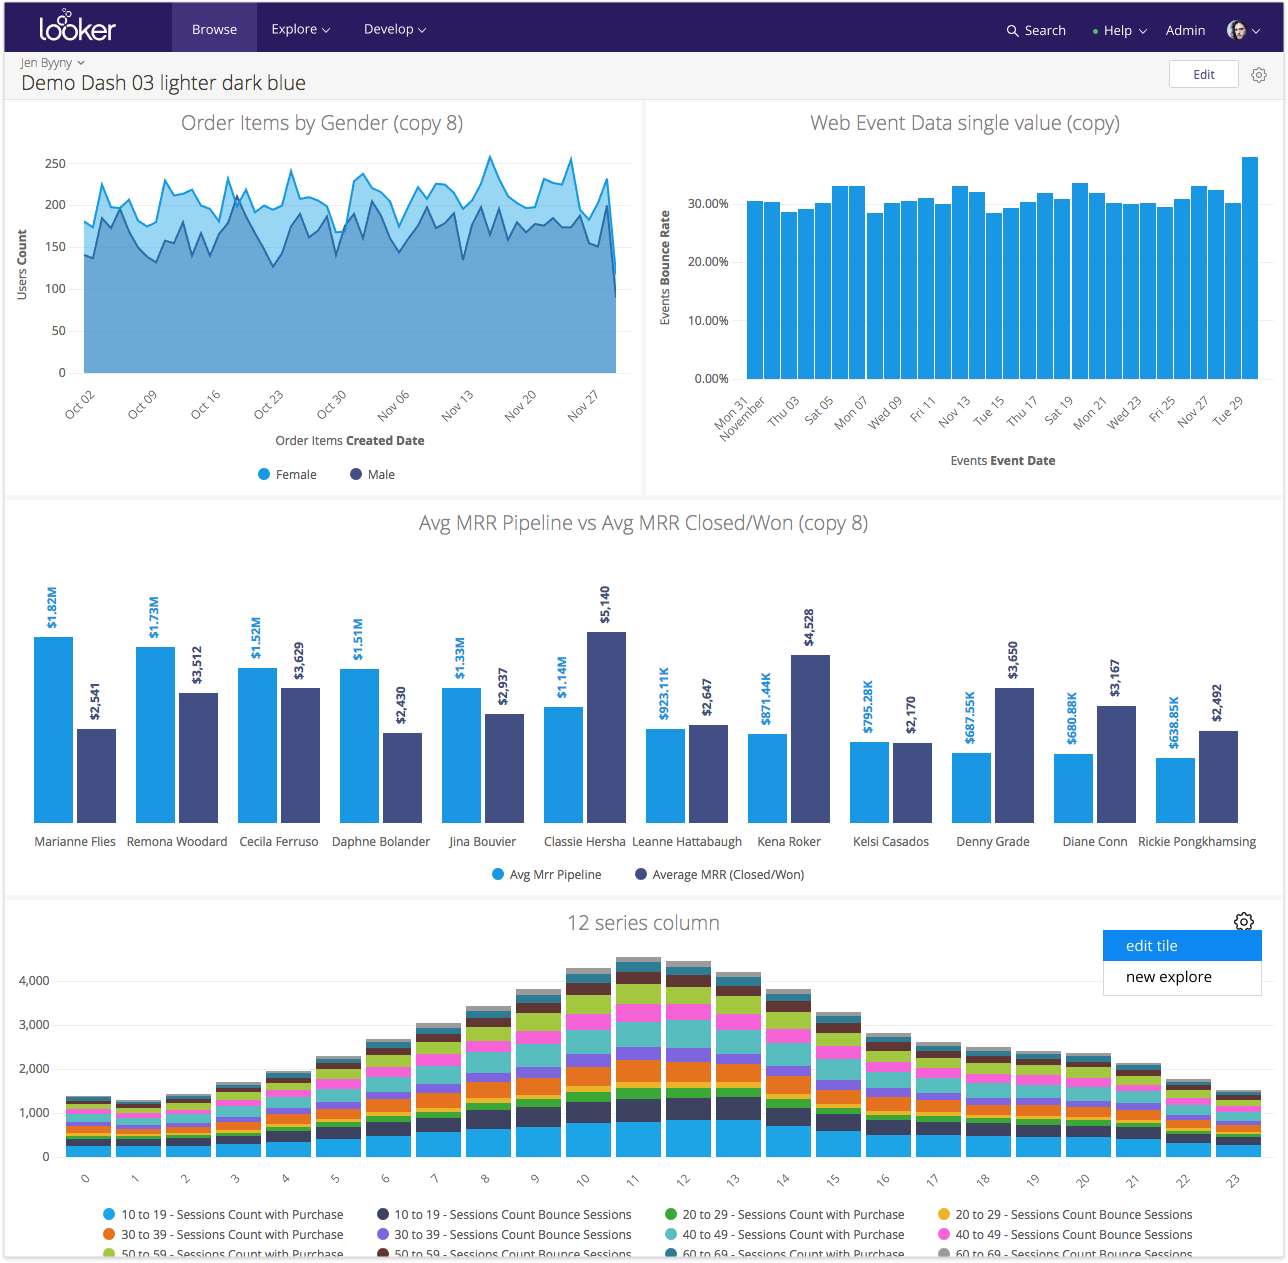 looker Browse Explore Develop Search Help Admin
Jen Byyny
Demo Dash 03 lighter dark blue
Edit
Order Items by Gender (copy 8)
Users Count
250
200
150
100
50
0
Oct 02 Oct 09 Oct 16 Oct 23 Oct 30 Nov 06 Nov 13 Nov 20 Nov 27
Order Items Created Date
Female Male
Web Event Data single value (copy)
Events Bounce Rate
30.00%
20.00%
10.00%
0.00%
Mon 31 November Thu 03 Sat 05 Mon 07 Wed 09 Fri 11 Nov 13 Tue 15 Thu 17 Sat 19 Mon 21 Wed 23 Fri 25 Nov 27 Tue 29
Events Event Date
Avg MRR Pipeline vs Avg MRR Closed/Won (copy 8)
$1.82M $2,541 $1.73M $3,512 $1.52M $3,629 $1.51M $2,430 $1.33M $2,937 $1.14M $5,140 $923.11K $2,647 $871.44K $4,528 $795.28K $2,170 $687.55K $3,650 $680.88K $3,167 $638.85K $2,492
Marianne Flies Remona Woodard Cecila Ferruso Daphne Bolander Jina Bouvier Classie Hersha Leanne Hattabaugh Kena Roker Kelsi Casados Denny Grade Diane Conn Rickie Pongkhamsing
Avg Mrr Pipeline Average MRR (Closed/Won)
12 series column
edit tile
new explore
4,000
3,000
2,000
1,000
0
0 1 2 3 4 5 6 7 8 9 10 11 12 13 14 15 16 17 18 19 20 21 22 23
10 to 19 - Sessions Count with Purchase 10 to 19 - Sessions Count Bounce Sessions 20 to 29 - Sessions Count with Purchase 20 to 29 - Sessions Count Bounce Sessions
30 to 39 - Sessions Count with Purchase 30 to 39 - Sessions Count Bounce Sessions 40 to 49 - Sessions Count with Purchase 40 to 49 - Sessions Count Bounce Sessions
50 to 59 - Sessions Count with Purchase 50 to 59 - Sessions Count Bounce Sessions 60 to 69 - Sessions Count with Purchase 60 to 69 - Sessions Count Bounce Sessions